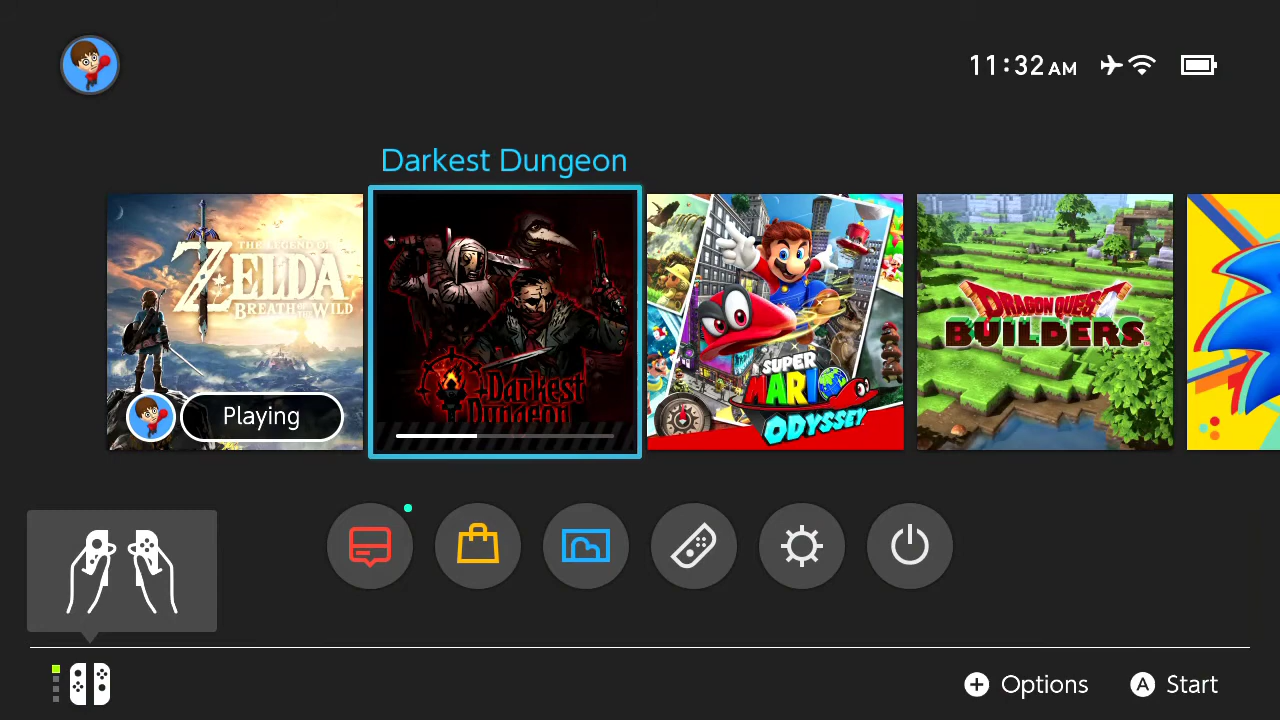 11:32 AM
Darkest Dungeon
THE LEGEND OF
ZELDA
BREATH OF THE WILD
Playing
Darkest
Dungeon
SUPER
MARIO
ODYSSEY
DRAGON QUEST
BUILDERS
+ Options
A Start